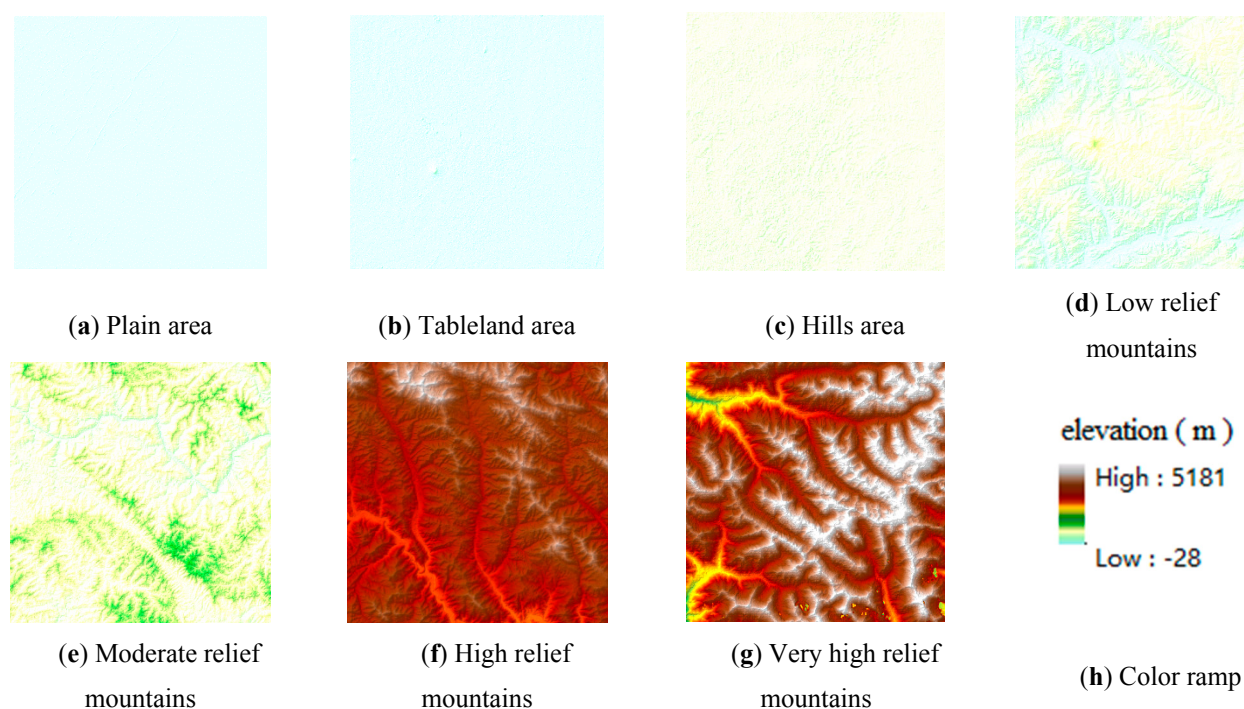 (a) Plain area
(b) Tableland area
(c) Hills area
(d) Low relief
mountains
(e) Moderate relief
mountains
(f) High relief
mountains
(g) Very high relief
mountains
elevation ( m )
High : 5181
Low : -28
(h) Color ramp